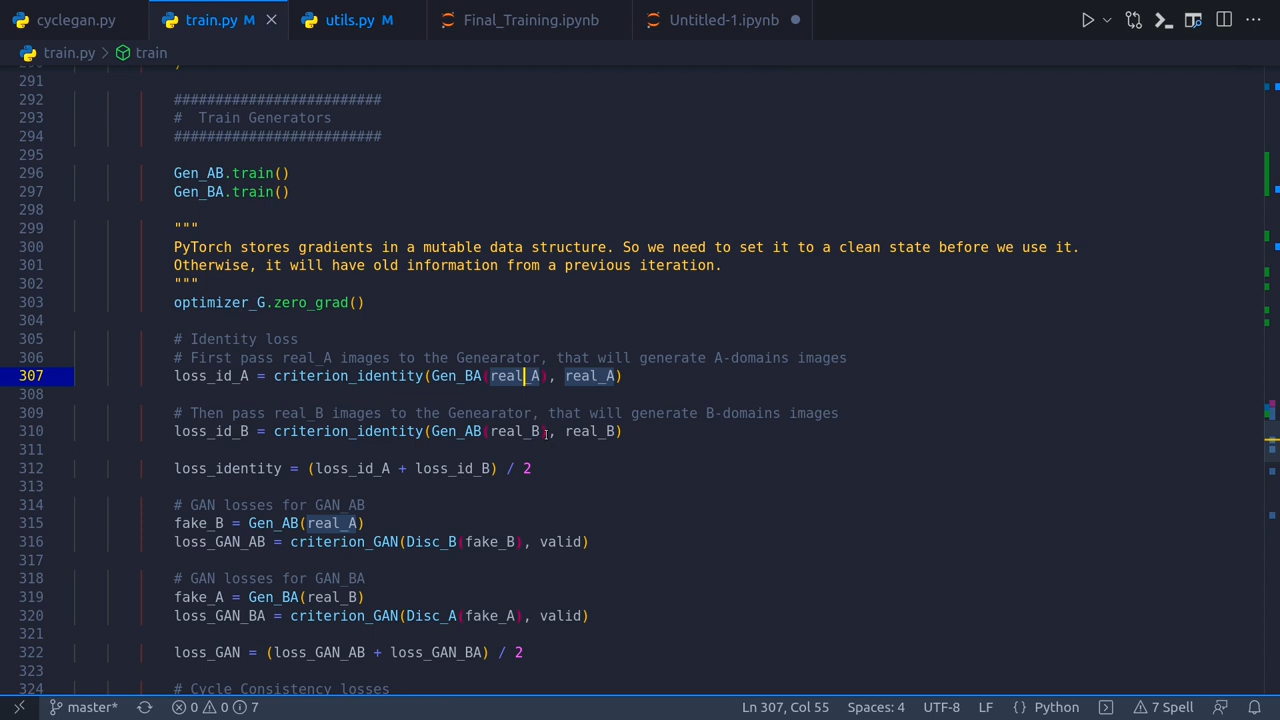 cyclegan.py
train.py M
utils.py M
Final_Training.ipynb
Untitled-1.ipynb
train.py > train
291
292 #########################
293 #  Train Generators
294 #########################
295
296 Gen_AB.train()
297 Gen_BA.train()
298
299 """
300 PyTorch stores gradients in a mutable data structure. So we need to set it to a clean state before we use it.
301 Otherwise, it will have old information from a previous iteration.
302 """
303 optimizer_G.zero_grad()
304
305 # Identity loss
306 # First pass real_A images to the Genearator, that will generate A-domains images
307 loss_id_A = criterion_identity(Gen_BA(real_A), real_A)
308
309 # Then pass real_B images to the Genearator, that will generate B-domains images
310 loss_id_B = criterion_identity(Gen_AB(real_B), real_B)
311
312 loss_identity = (loss_id_A + loss_id_B) / 2
313
314 # GAN losses for GAN_AB
315 fake_B = Gen_AB(real_A)
316 loss_GAN_AB = criterion_GAN(Disc_B(fake_B), valid)
317
318 # GAN losses for GAN_BA
319 fake_A = Gen_BA(real_B)
320 loss_GAN_BA = criterion_GAN(Disc_A(fake_A), valid)
321
322 loss_GAN = (loss_GAN_AB + loss_GAN_BA) / 2
323
324 # Cycle Consistency losses
master* 0 0 7 Ln 307, Col 55 Spaces: 4 UTF-8 LF {} Python 7 Spell